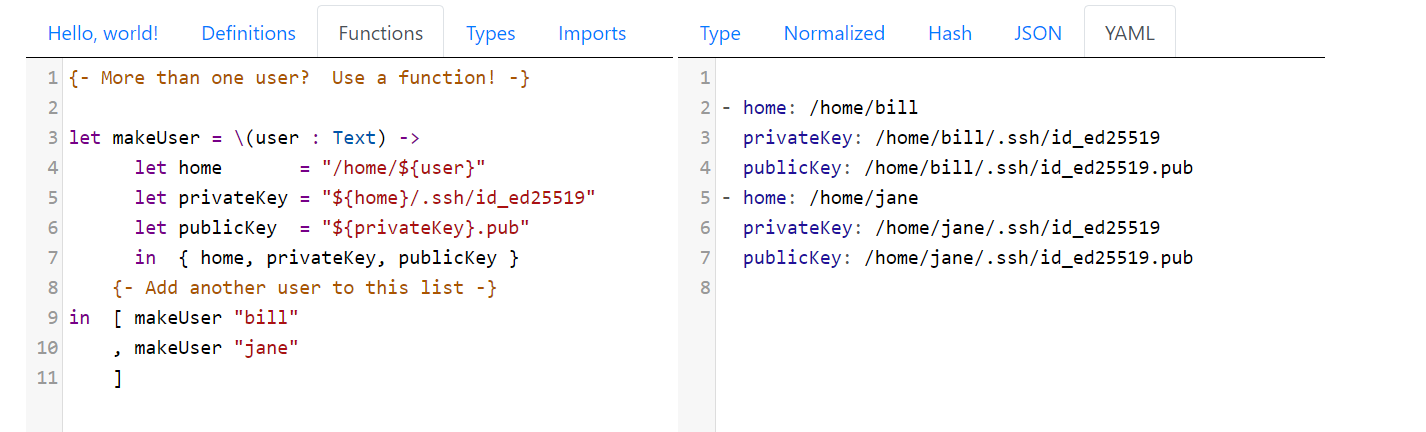 Hello, world! Definitions Functions Types Imports
1 {- More than one user?  Use a function! -}
2
3 let makeUser = \(user : Text) ->
4       let home       = "/home/${user}"
5       let privateKey = "${home}/.ssh/id_ed25519"
6       let publicKey  = "${privateKey}.pub"
7       in  { home, privateKey, publicKey }
8     {- Add another user to this list -}
9 in  [ makeUser "bill"
10     , makeUser "jane"
11     ]
Type Normalized Hash JSON YAML
1
2 - home: /home/bill
3   privateKey: /home/bill/.ssh/id_ed25519
4   publicKey: /home/bill/.ssh/id_ed25519.pub
5 - home: /home/jane
6   privateKey: /home/jane/.ssh/id_ed25519
7   publicKey: /home/jane/.ssh/id_ed25519.pub
8